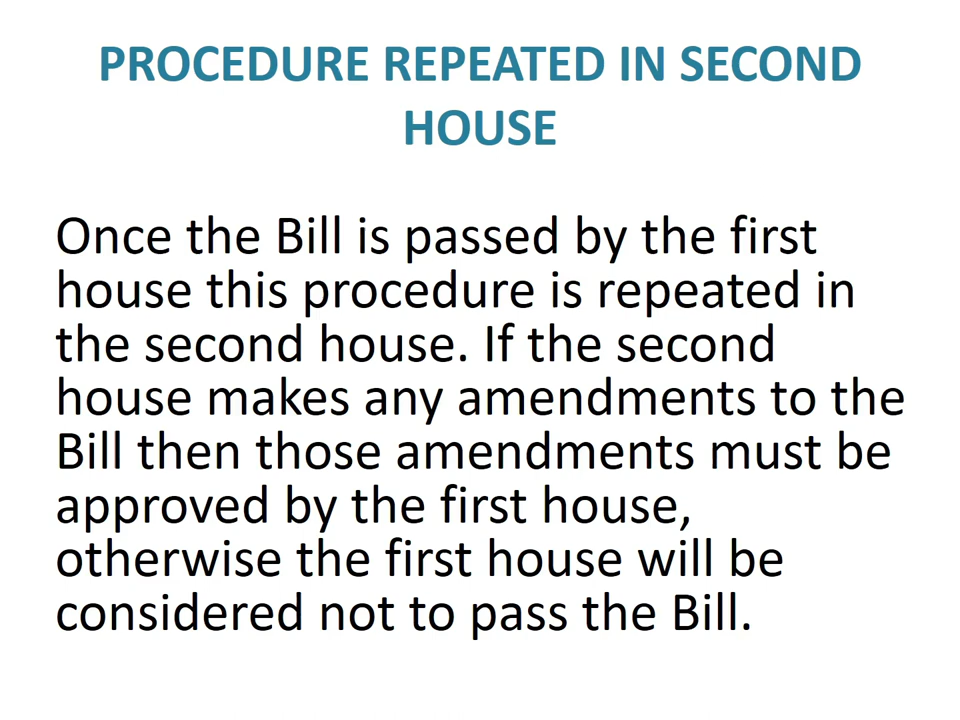 PROCEDURE REPEATED IN SECOND
HOUSE
Once the Bill is passed by the first
house this procedure is repeated in
the second house. If the second
house makes any amendments to the
Bill then those amendments must be
approved by the first house,
otherwise the first house will be
considered not to pass the Bill.